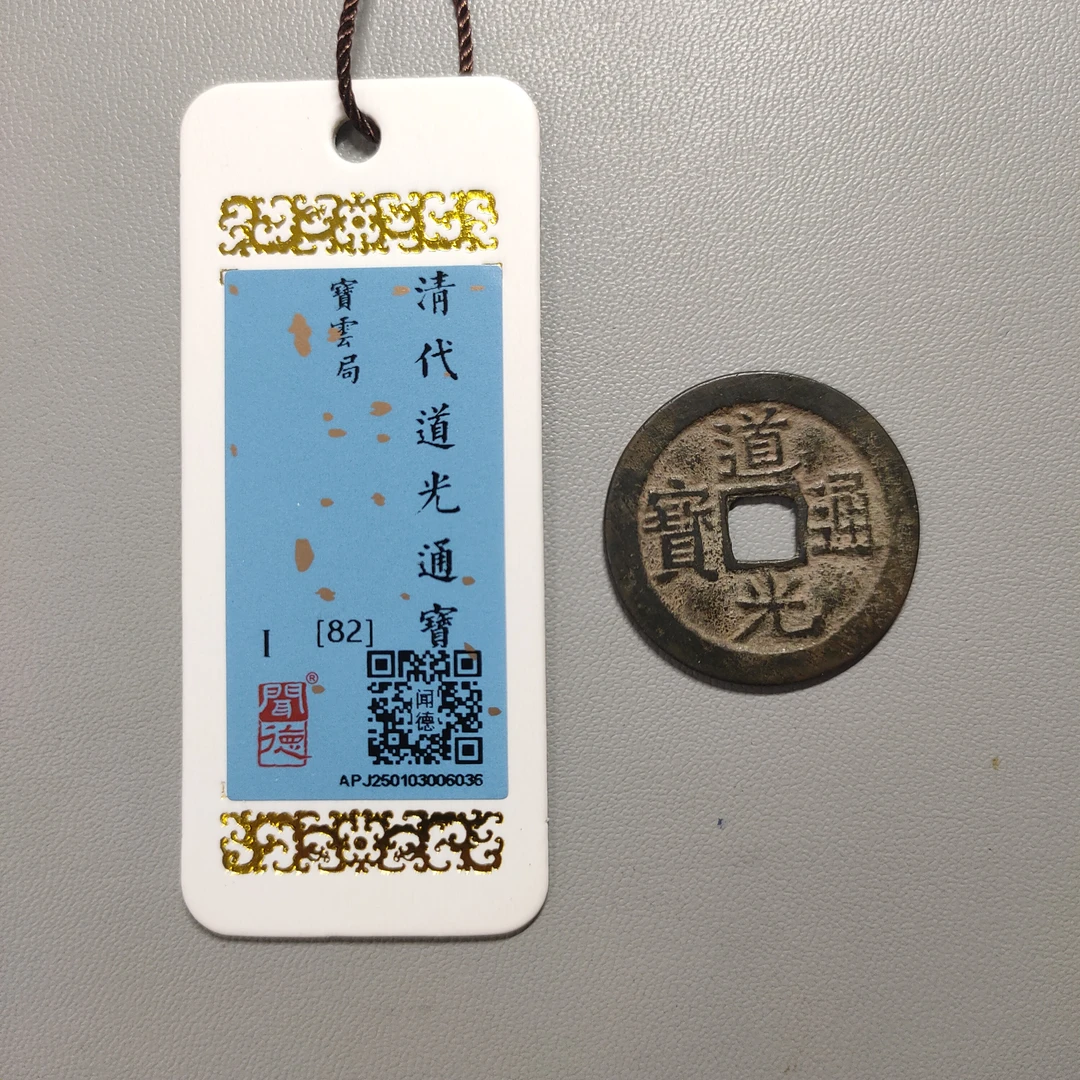 清代道光通寶
寶雲局
I [82]
聞德®
闻德
APJ250103006036
道光通寶